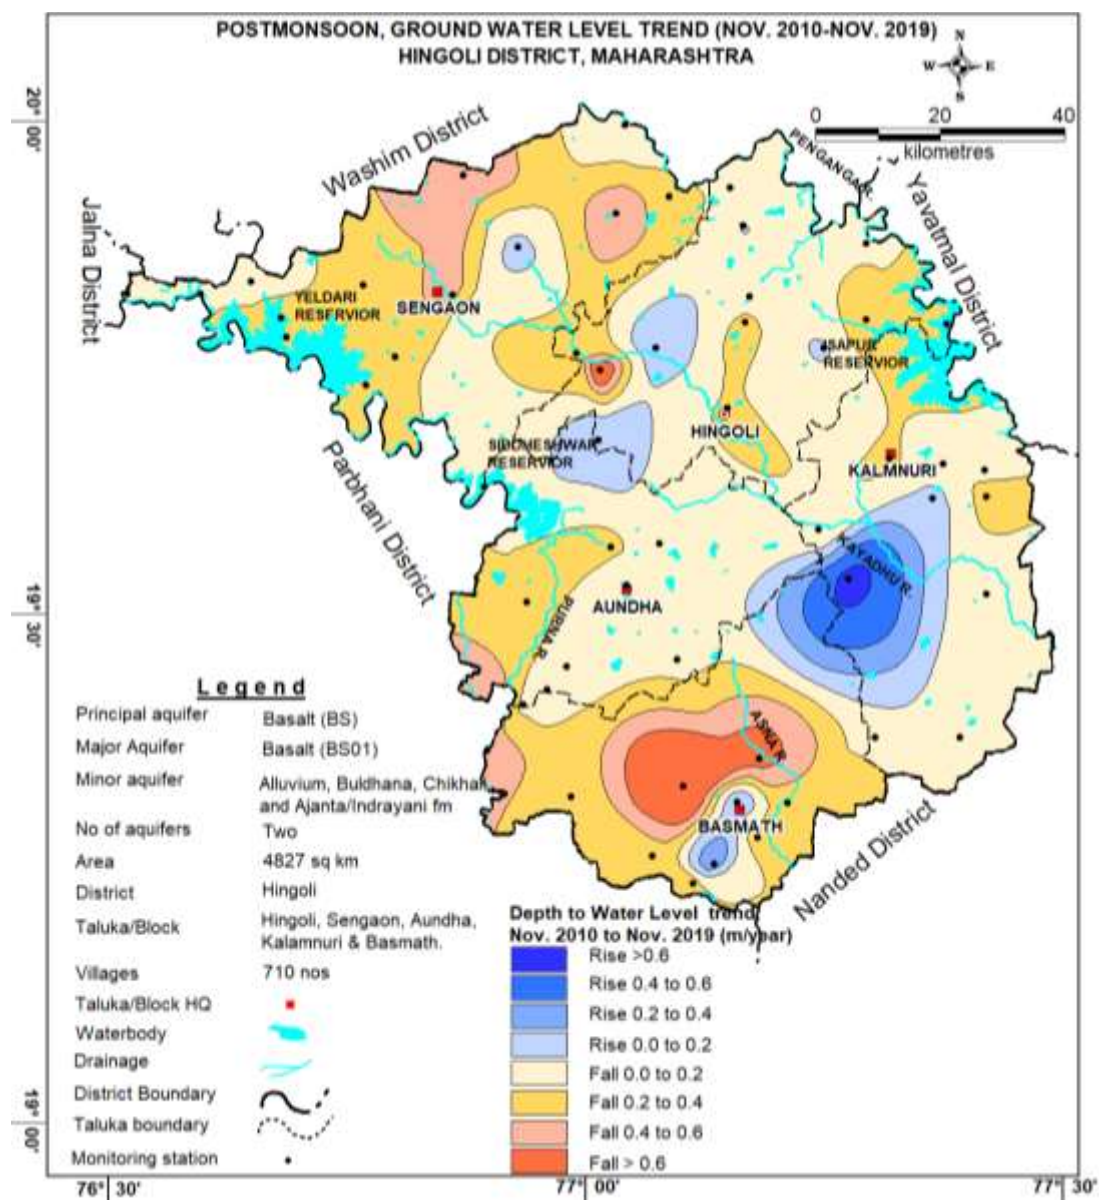 POSTMONSOON, GROUND WATER LEVEL TREND (NOV. 2010-NOV. 2019)
HINGOLI DISTRICT, MAHARASHTRA
N
W E
S
0 20 40
kilometres
20° 00'
19° 30'
19° 00'
Washim District
PENGANGA R.
Yavatmal District
Jalna District
YELDARI
RESERVIOR
SENGAON
ISAPUR
RESERVIOR
HINGOLI
SIDDHESHWAR
RESERVIOR
KALMNURI
Parbhani District
KAYADHU R.
AUNDHA
PURNA R.
ASNA R.
BASMATH
Nanded District
Legend
Principal aquifer Basalt (BS)
Major Aquifer Basalt (BS01)
Minor aquifer Alluvium, Buldhana, Chikhali,
and Ajanta/Indrayani fm
No of aquifers Two
Area 4827 sq km
District Hingoli
Taluka/Block Hingoli, Sengaon, Aundha,
Kalamnuri & Basmath.
Villages 710 nos
Taluka/Block HQ
Waterbody
Drainage
District Boundary
Taluka boundary
Monitoring station
Depth to Water Level trend
Nov. 2010 to Nov. 2019 (m/year)
Rise >0.6
Rise 0.4 to 0.6
Rise 0.2 to 0.4
Rise 0.0 to 0.2
Fall 0.0 to 0.2
Fall 0.2 to 0.4
Fall 0.4 to 0.6
Fall > 0.6
76° 30' 77° 00' 77° 30'